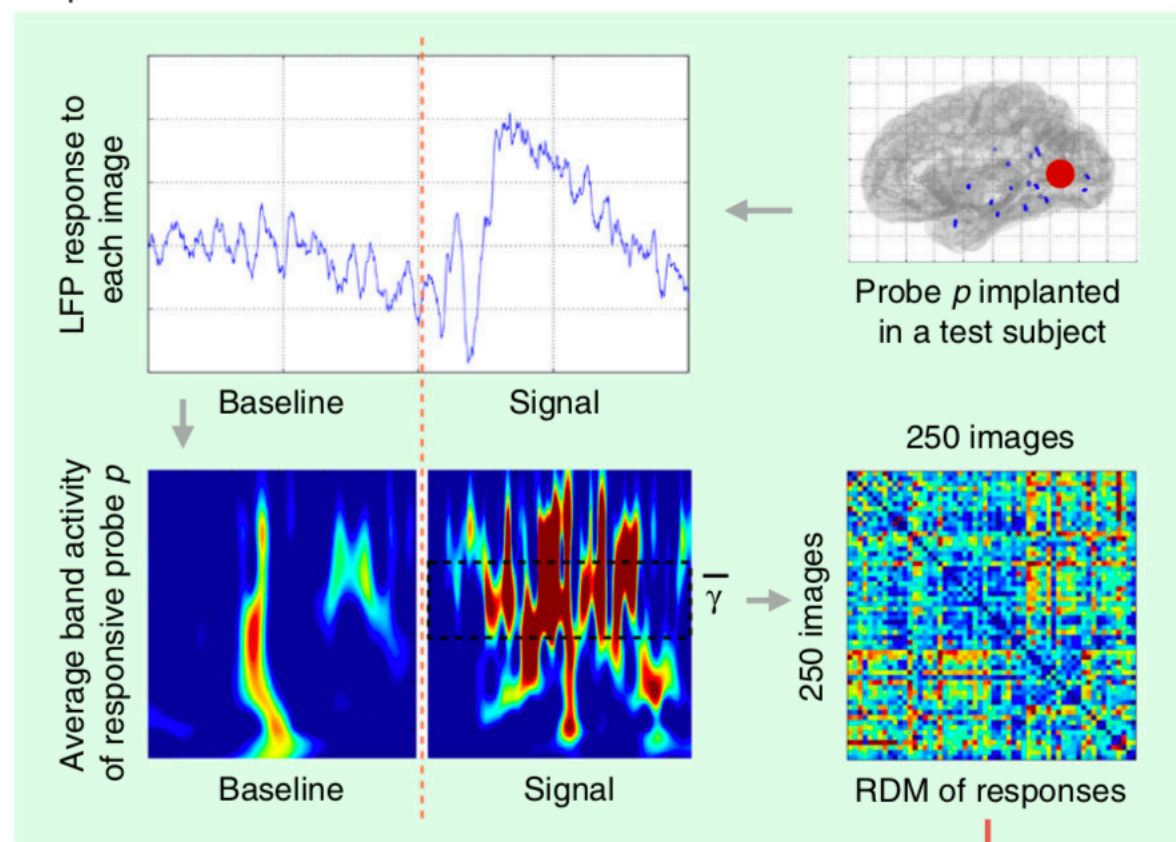 LFP response to
each image
Baseline
Signal
Probe p implanted
in a test subject
Average band activity
of responsive probe p
Baseline
Signal
γ̅
250 images
250 images
RDM of responses